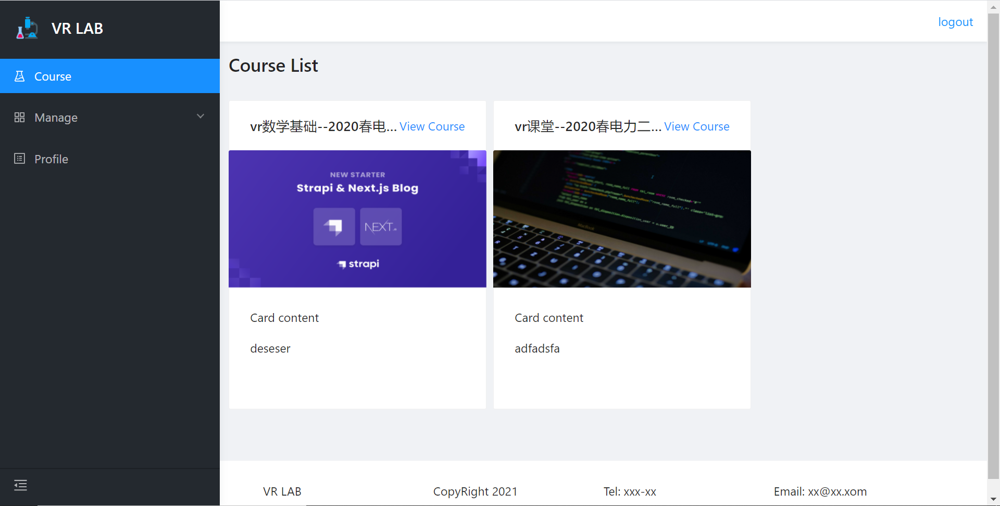 VR LAB
logout
Course
Manage
Profile
Course List
vr数学基础--2020春电... View Course
NEW STARTER
Strapi & Next.js Blog
NEXT.js
strapi
Card content
deseser
vr课堂--2020春电力二... View Course
MacBook
Card content
adfadsfa
VR LAB
CopyRight 2021
Tel: xxx-xx
Email: xx@xx.xom